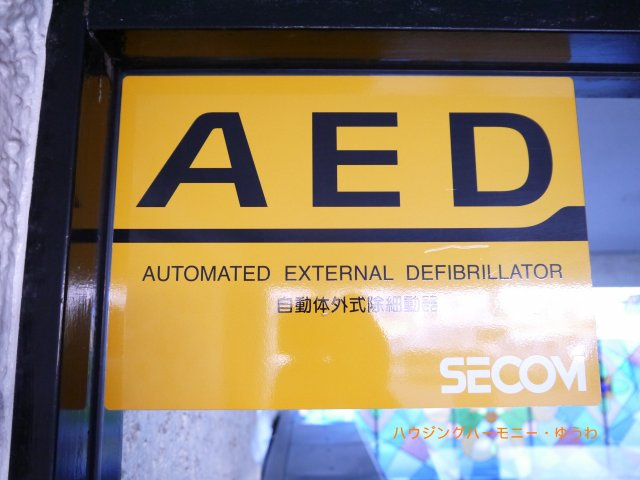 AED
AUTOMATED EXTERNAL DEFIBRILLATOR
自動体外式除細動器
SECOM
ハウジングハーモニー・ゆうわ